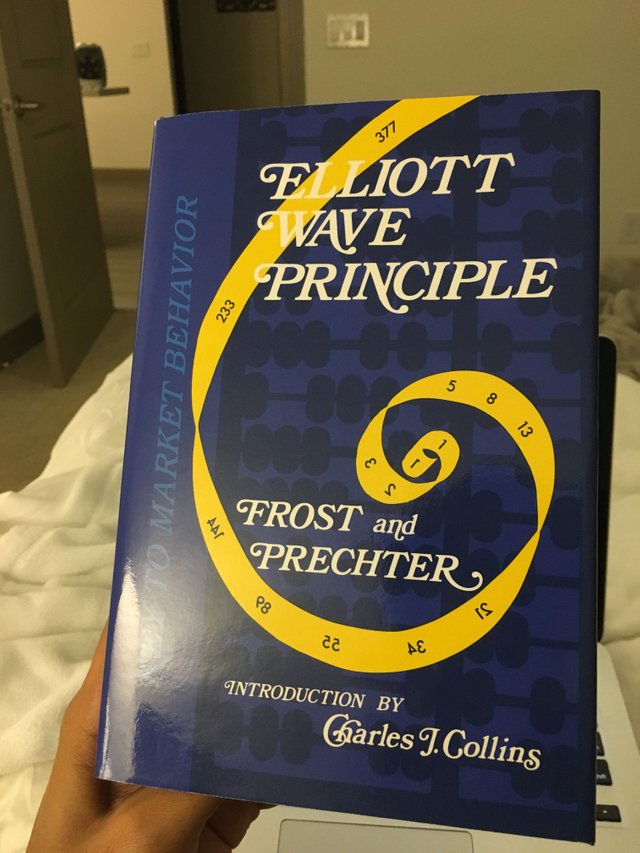 ELLIOTT
WAVE
PRINCIPLE
FROST and
PRECHTER
INTRODUCTION BY
Charles J. Collins
TO MARKET BEHAVIOR
377
233
144
89
55
34
21
13
8
5
3
2
1
1